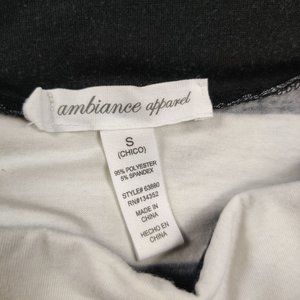 ambiance apparel
S
(CHICO)
95% POLYESTER
5% SPANDEX
STYLE# 63680
RN#134352
MADE IN
CHINA
HECHO EN
CHINA